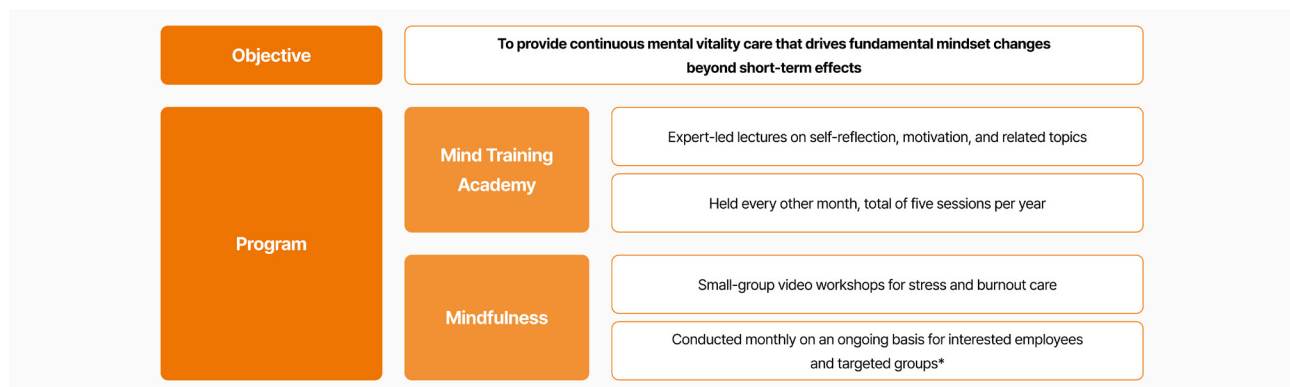 Objective
To provide continuous mental vitality care that drives fundamental mindset changes
beyond short-term effects
Program
Mind Training
Academy
Expert-led lectures on self-reflection, motivation, and related topics
Held every other month, total of five sessions per year
Mindfulness
Small-group video workshops for stress and burnout care
Conducted monthly on an ongoing basis for interested employees
and targeted groups*